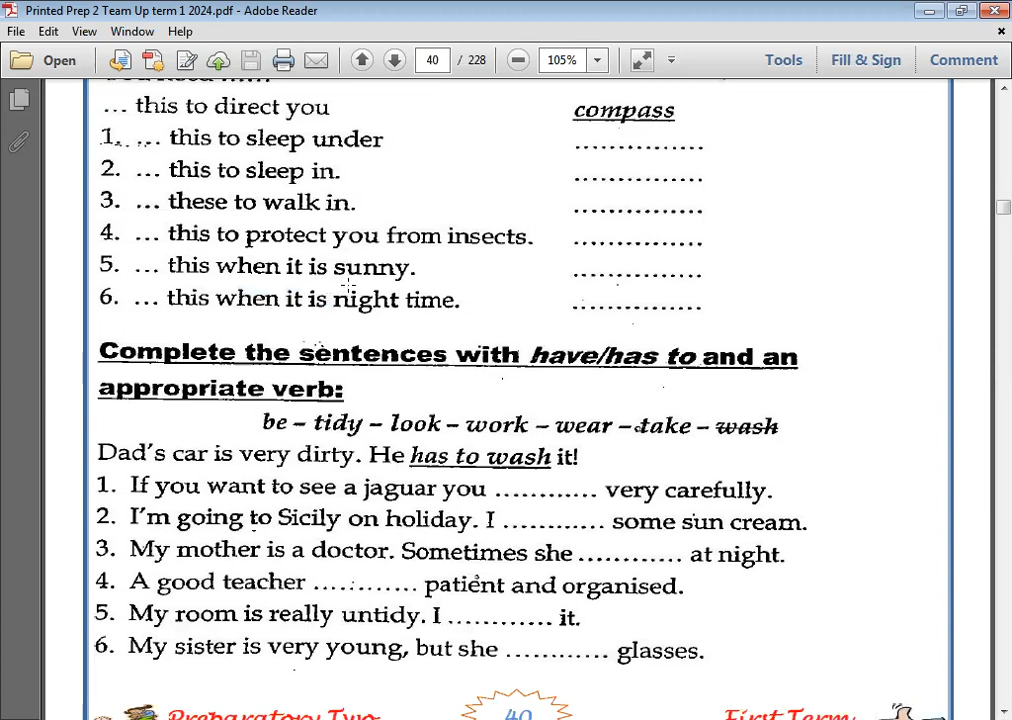 Printed Prep 2 Team Up term 1 2024.pdf - Adobe Reader
File Edit View Window Help
Open 40 / 228 105% Tools Fill & Sign Comment
... this to direct you compass
1. ... this to sleep under ...............
2. ... this to sleep in. ...............
3. ... these to walk in. ...............
4. ... this to protect you from insects. ...............
5. ... this when it is sunny. ...............
6. ... this when it is night time. ...............
Complete the sentences with have/has to and an
appropriate verb:
be – tidy – look – work – wear – take – wash
Dad's car is very dirty. He has to wash it!
1. If you want to see a jaguar you ............ very carefully.
2. I'm going to Sicily on holiday. I ............ some sun cream.
3. My mother is a doctor. Sometimes she ............ at night.
4. A good teacher ............ patient and organised.
5. My room is really untidy. I ............ it.
6. My sister is very young, but she ............ glasses.
Preparatory Two 40 First Term